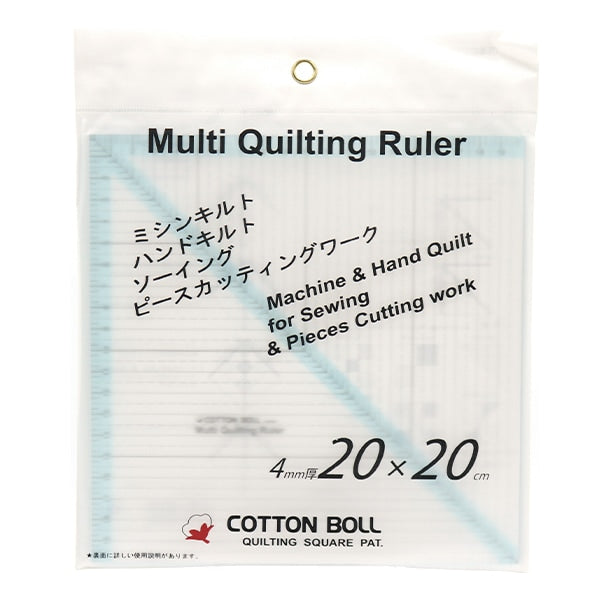 Multi Quilting Ruler
ミシンキルト
ハンドキルト
ソーイング
ピースカッティングワーク
Machine & Hand Quilt
for Sewing
& Pieces Cutting work
COTTON BOLL
Multi Quilting Ruler
4mm厚20×20cm
COTTON BOLL
QUILTING SQUARE PAT.
★裏面に詳しい使用説明があります。